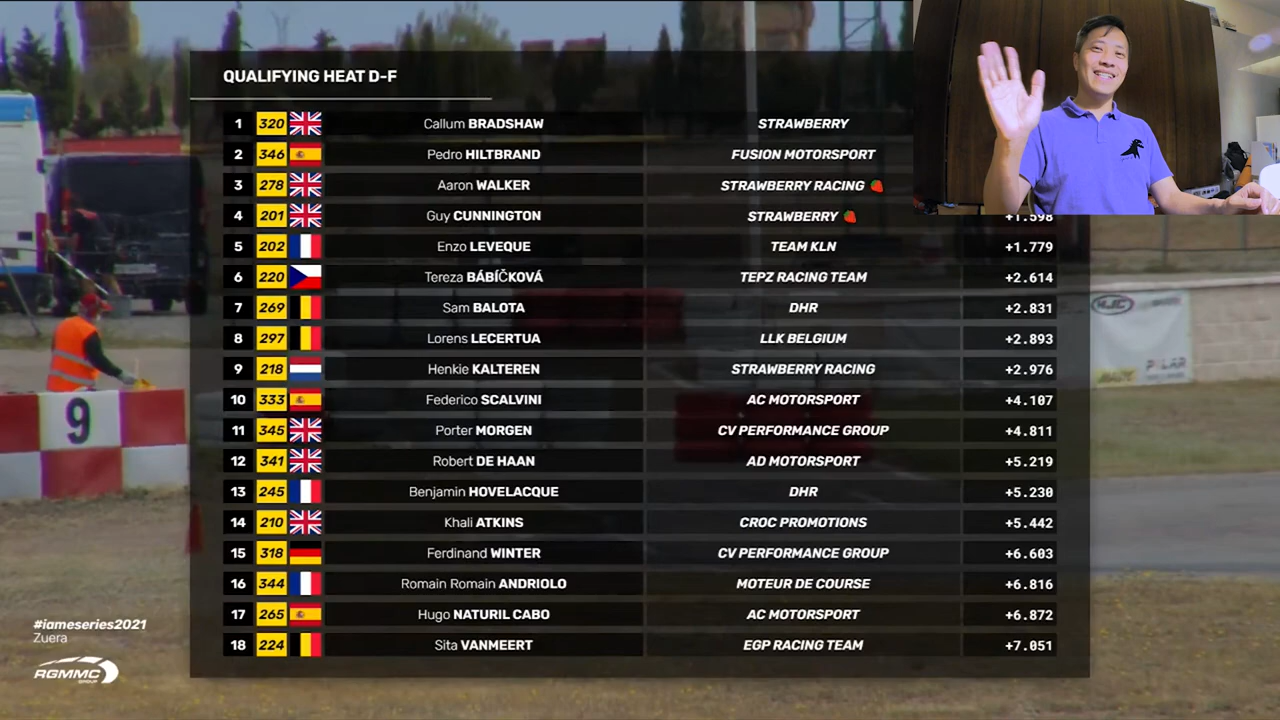 QUALIFYING HEAT D-F
1 320 Callum BRADSHAW STRAWBERRY
2 346 Pedro HILTBRAND FUSION MOTORSPORT
3 278 Aaron WALKER STRAWBERRY RACING 🍓
4 201 Guy CUNNINGTON STRAWBERRY 🍓 +1.598
5 202 Enzo LEVEQUE TEAM KLN +1.779
6 220 Tereza BÁBÍČKOVÁ TEPZ RACING TEAM +2.614
7 269 Sam BALOTA DHR +2.831
8 297 Lorens LECERTUA LLK BELGIUM +2.893
9 218 Henkie KALTEREN STRAWBERRY RACING +2.976
10 333 Federico SCALVINI AC MOTORSPORT +4.107
11 345 Porter MORGEN CV PERFORMANCE GROUP +4.811
12 341 Robert DE HAAN AD MOTORSPORT +5.219
13 245 Benjamin HOVELACQUE DHR +5.230
14 210 Khali ATKINS CROC PROMOTIONS +5.442
15 318 Ferdinand WINTER CV PERFORMANCE GROUP +6.603
16 344 Romain Romain ANDRIOLO MOTEUR DE COURSE +6.816
17 265 Hugo NATURIL CABO AC MOTORSPORT +6.872
18 224 Sita VANMEERT EGP RACING TEAM +7.051
HJC
POLAR
9
#iameseries2021
Zuera
RGMMC
GROUP